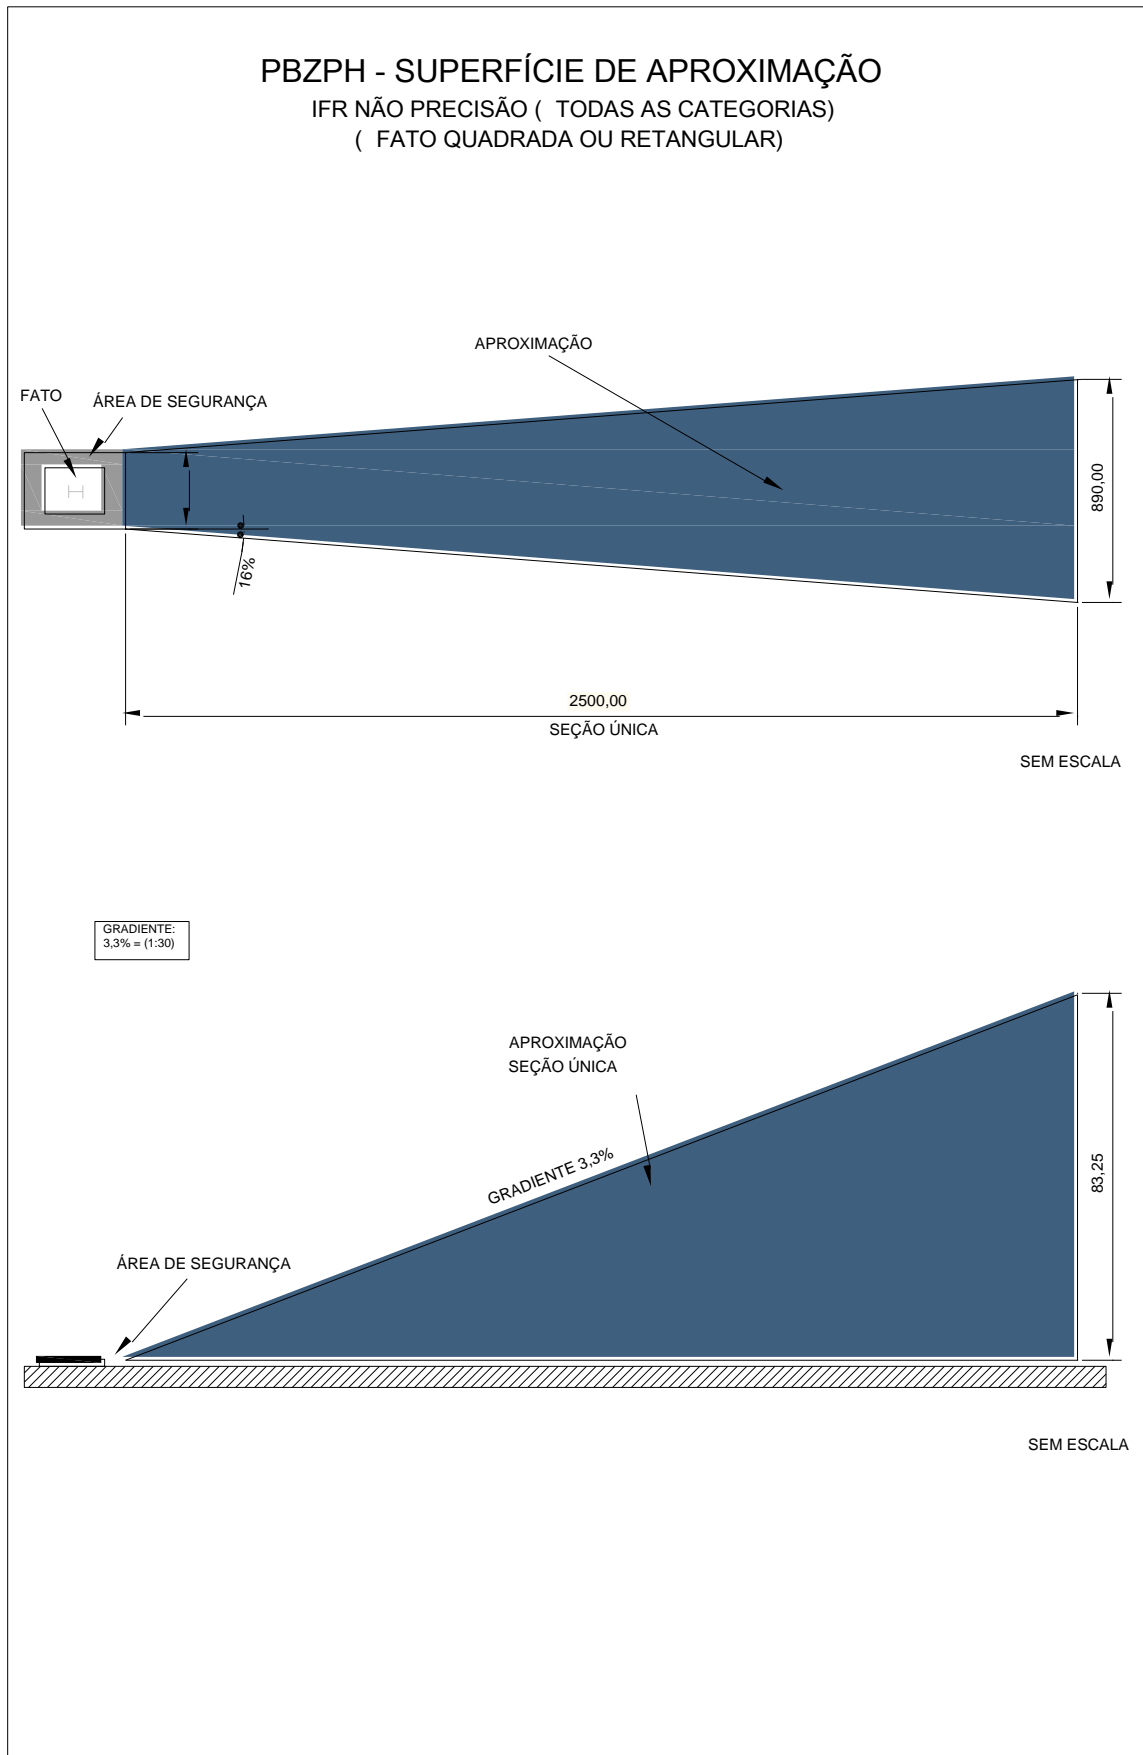 PBZPH - SUPERFÍCIE DE APROXIMAÇÃO
IFR NÃO PRECISÃO ( TODAS AS CATEGORIAS)
( FATO QUADRADA OU RETANGULAR)
APROXIMAÇÃO
FATO
ÁREA DE SEGURANÇA
H
890,00
16%
2500,00
SEÇÃO ÚNICA
SEM ESCALA
GRADIENTE:
3,3% = (1:30)
APROXIMAÇÃO
SEÇÃO ÚNICA
GRADIENTE 3,3%
83,25
ÁREA DE SEGURANÇA
SEM ESCALA